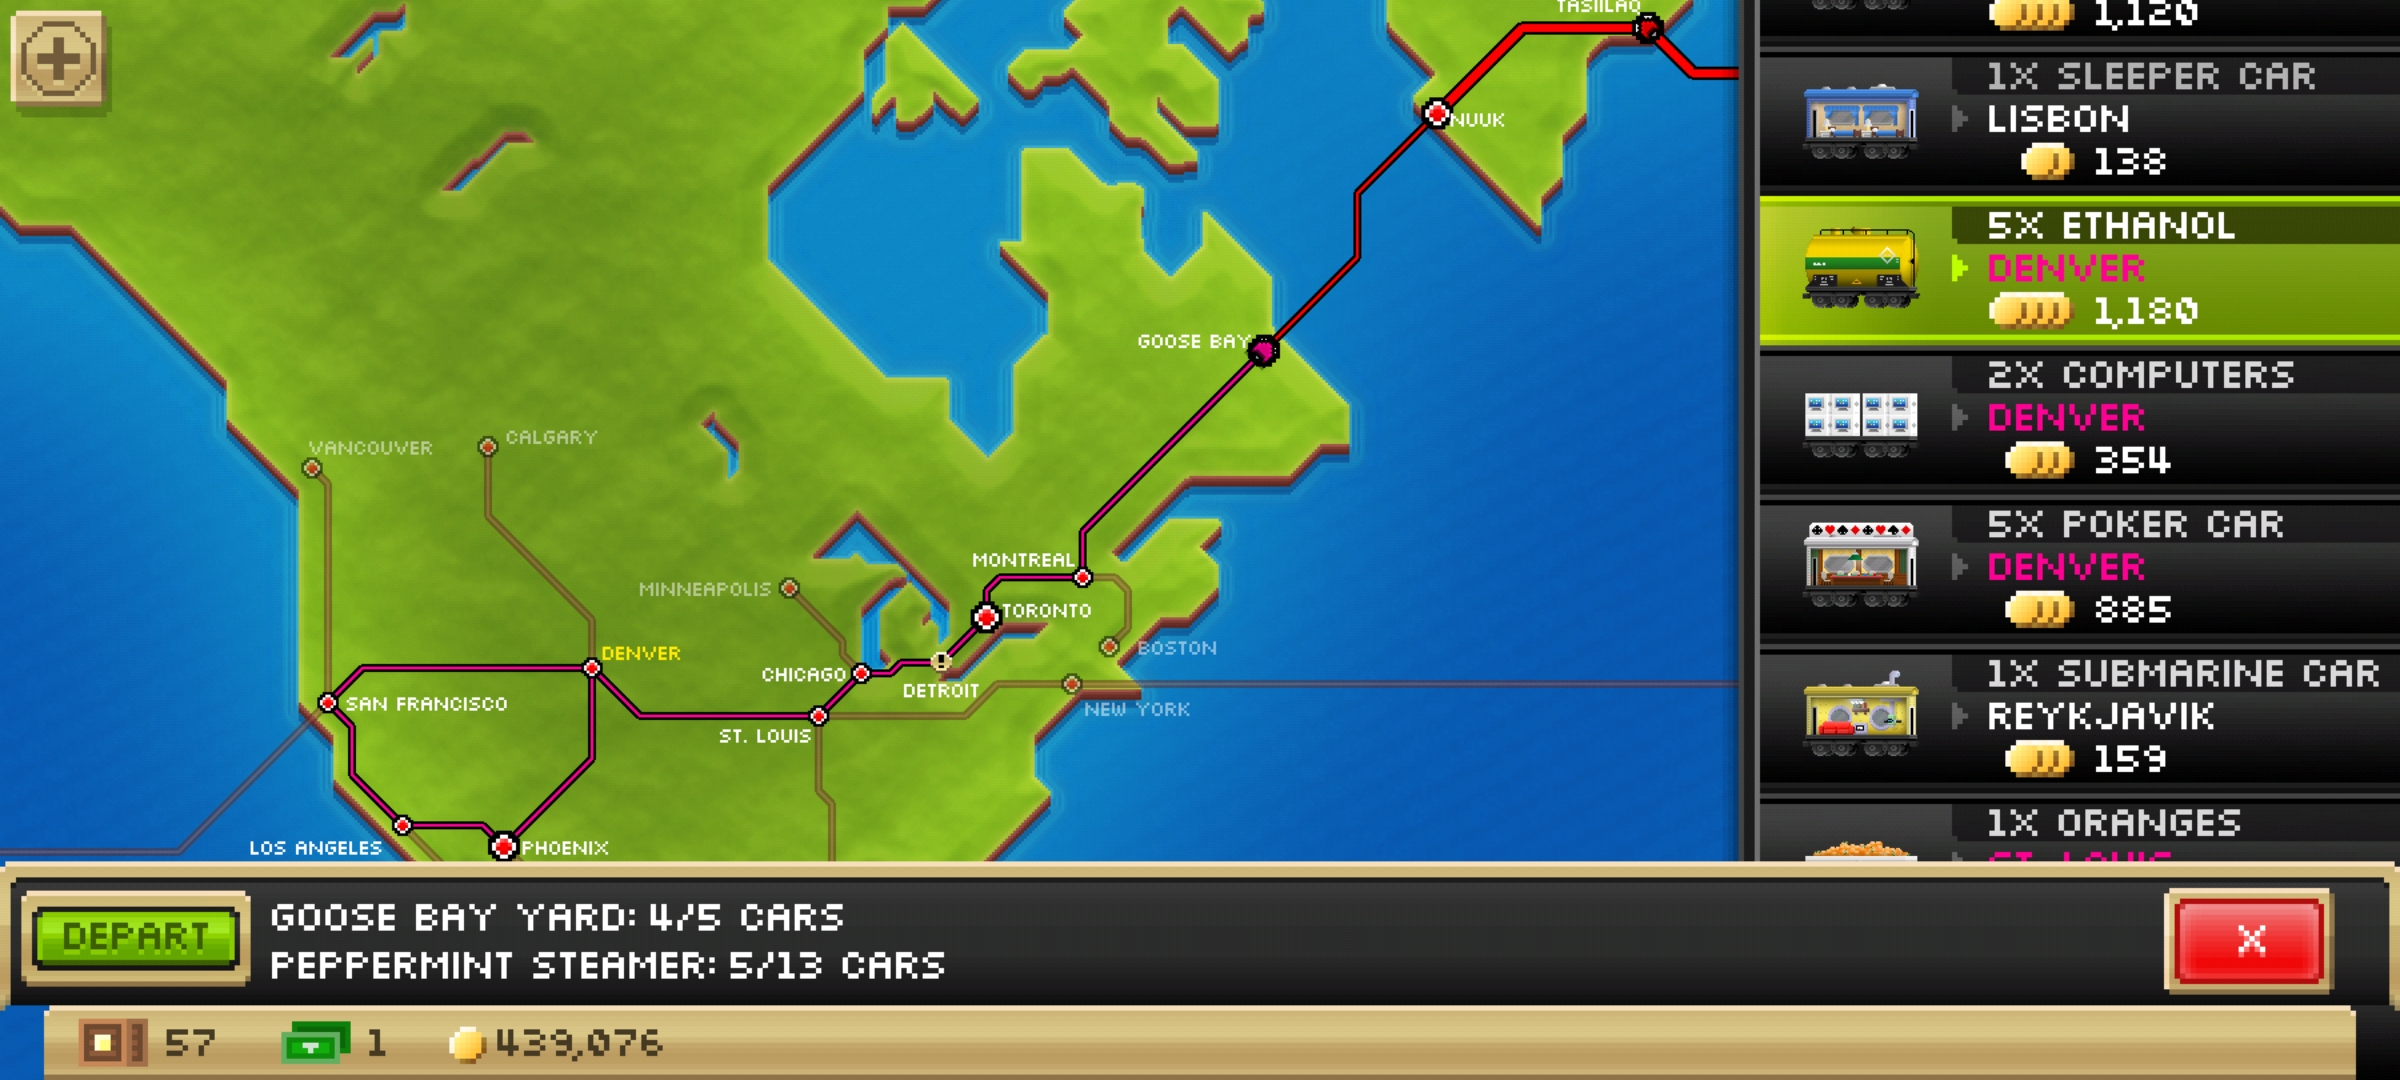 TASIILAQ
NUUK
GOOSE BAY
VANCOUVER
CALGARY
MINNEAPOLIS
MONTREAL
TORONTO
BOSTON
DENVER
CHICAGO
DETROIT
SAN FRANCISCO
NEW YORK
ST. LOUIS
LOS ANGELES
PHOENIX
1,120
1X SLEEPER CAR
LISBON
138
5X ETHANOL
DENVER
1,180
2X COMPUTERS
DENVER
354
5X POKER CAR
DENVER
885
1X SUBMARINE CAR
REYKJAVIK
159
1X ORANGES
ST. LOUIS
DEPART
GOOSE BAY YARD: 4/5 CARS
PEPPERMINT STEAMER: 5/13 CARS
X
57
1
439,076